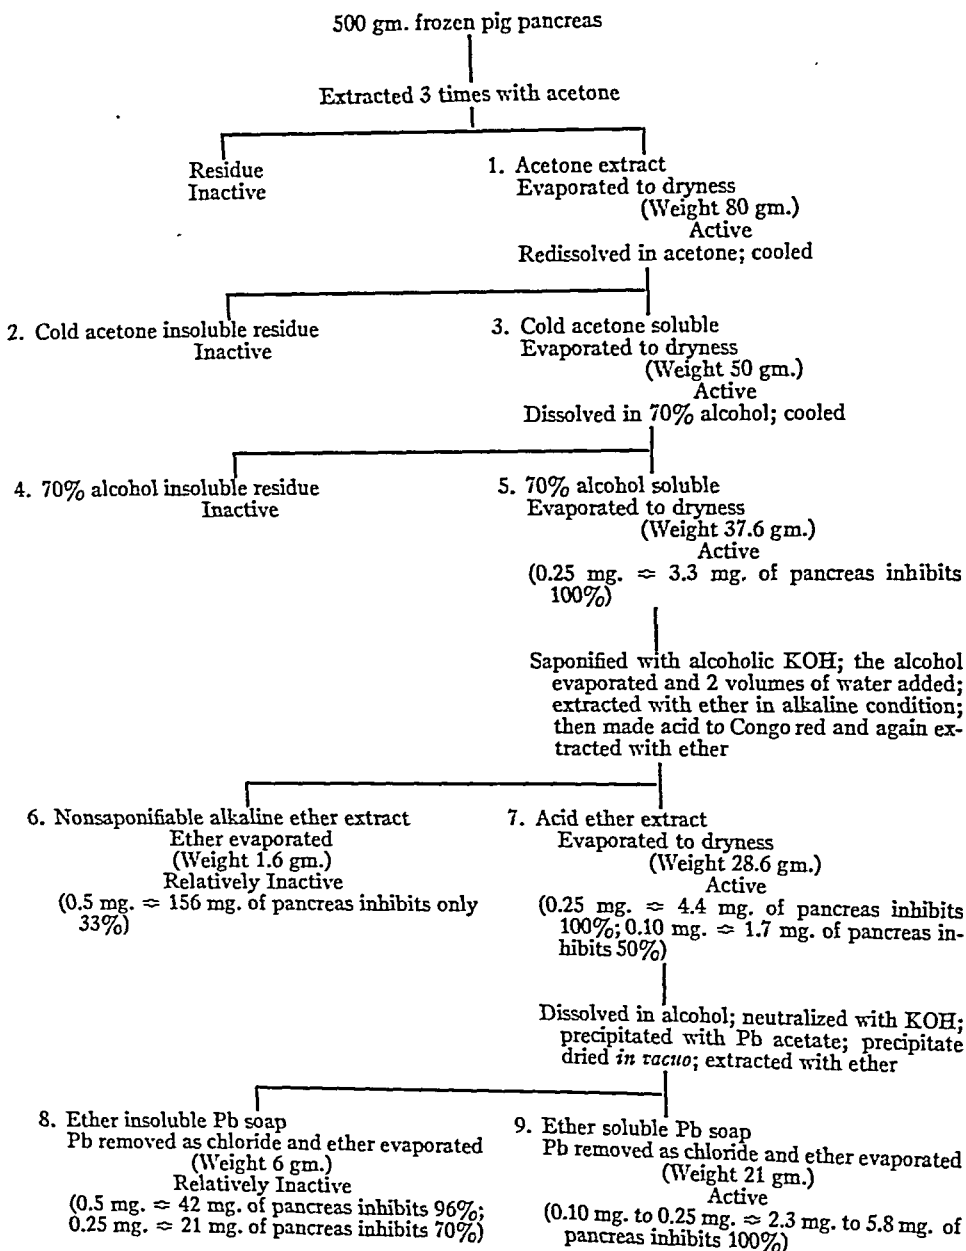 500 gm. frozen pig pancreas
Extracted 3 times with acetone
Residue
Inactive
1. Acetone extract
Evaporated to dryness
(Weight 80 gm.)
Active
Redissolved in acetone; cooled
2. Cold acetone insoluble residue
Inactive
3. Cold acetone soluble
Evaporated to dryness
(Weight 50 gm.)
Active
Dissolved in 70% alcohol; cooled
4. 70% alcohol insoluble residue
Inactive
5. 70% alcohol soluble
Evaporated to dryness
(Weight 37.6 gm.)
Active
(0.25 mg. ≎ 3.3 mg. of pancreas inhibits
100%)
Saponified with alcoholic KOH; the alcohol
evaporated and 2 volumes of water added;
extracted with ether in alkaline condition;
then made acid to Congo red and again ex-
tracted with ether
6. Nonsaponifiable alkaline ether extract
Ether evaporated
(Weight 1.6 gm.)
Relatively Inactive
(0.5 mg. ≎ 156 mg. of pancreas inhibits only
33%)
7. Acid ether extract
Evaporated to dryness
(Weight 28.6 gm.)
Active
(0.25 mg. ≎ 4.4 mg. of pancreas inhibits
100%; 0.10 mg. ≎ 1.7 mg. of pancreas in-
hibits 50%)
Dissolved in alcohol; neutralized with KOH;
precipitated with Pb acetate; precipitate
dried in vacuo; extracted with ether
8. Ether insoluble Pb soap
Pb removed as chloride and ether evaporated
(Weight 6 gm.)
Relatively Inactive
(0.5 mg. ≎ 42 mg. of pancreas inhibits 96%;
0.25 mg. ≎ 21 mg. of pancreas inhibits 70%)
9. Ether soluble Pb soap
Pb removed as chloride and ether evaporated
(Weight 21 gm.)
Active
(0.10 mg. to 0.25 mg. ≎ 2.3 mg. to 5.8 mg. of
pancreas inhibits 100%)